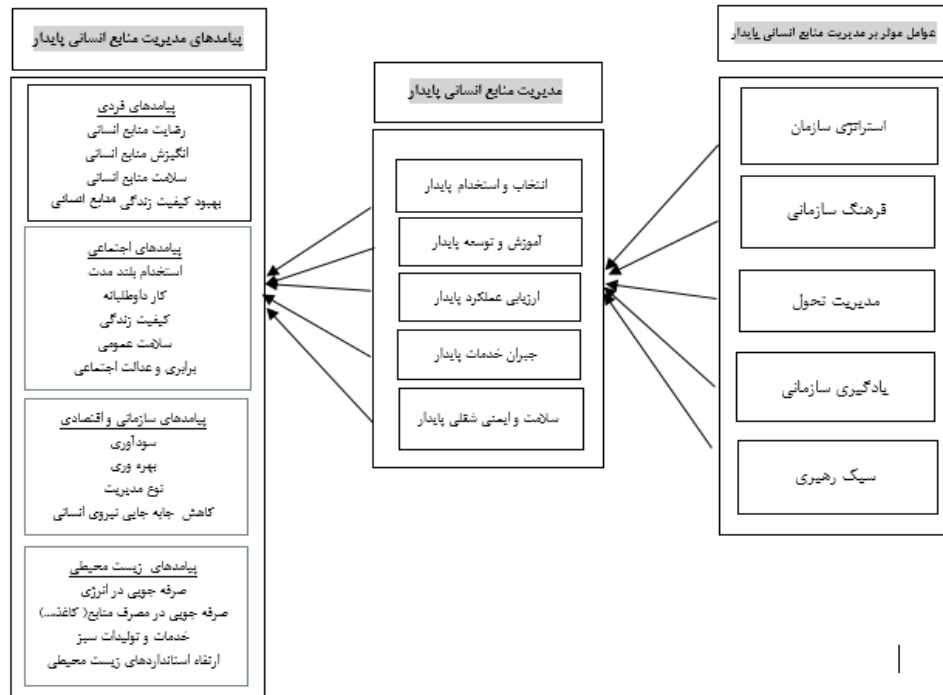 عوامل موثر بر مدیریت منابع انسانی پایدار
استراتژی سازمان
فرهنگ سازمانی
مدیریت تحول
یادگیری سازمانی
سبک رهبری
مدیریت منابع انسانی پایدار
انتخاب و استخدام پایدار
آموزش و توسعه پایدار
ارزیابی عملکرد پایدار
جبران خدمات پایدار
سلامت و ایمنی شغلی پایدار
پیامدهای مدیریت منابع انسانی پایدار
پیامدهای فردی
رضایت منابع انسانی
انگیزش منابع انسانی
سلامت منابع انسانی
بهبود کیفیت زندگی منابع انسانی
پیامدهای اجتماعی
استخدام بلند مدت
کار داوطلبانه
کیفیت زندگی
سلامت عمومی
برابری و عدالت اجتماعی
پیامدهای سازمانی و اقتصادی
سودآوری
بهره وری
نوع مدیریت
کاهش جابه جایی نیروی انسانی
پیامدهای زیست محیطی
صرفه جویی در انرژی
صرفه جویی در مصرف منابع( کاغذ...)
خدمات و تولیدات سبز
ارتقاء استانداردهای زیست محیطی